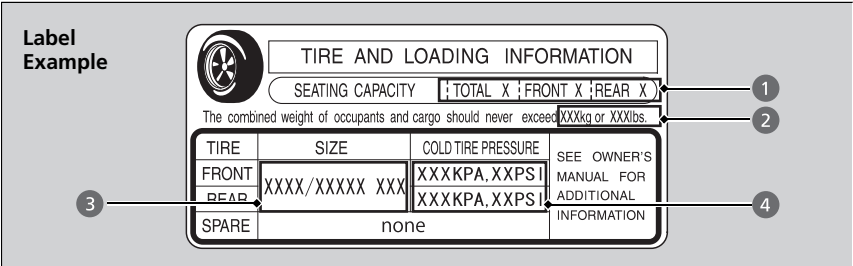 Label
Example
TIRE AND LOADING INFORMATION
SEATING CAPACITY TOTAL X FRONT X REAR X
1
The combined weight of occupants and cargo should never exceed XXXkg or XXXlbs.
2
TIRE SIZE COLD TIRE PRESSURE
SEE OWNER'S
MANUAL FOR
ADDITIONAL
INFORMATION
FRONT XXXX/XXXXX XXX XXXKPA,XXPSI
REAR XXXKPA,XXPSI
3
4
SPARE none